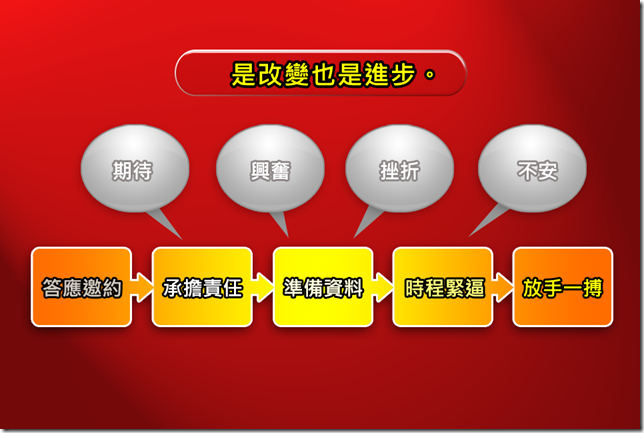 是改變也是進步。
期待
興奮
挫折
不安
答應邀約
承擔責任
準備資料
時程緊逼
放手一搏